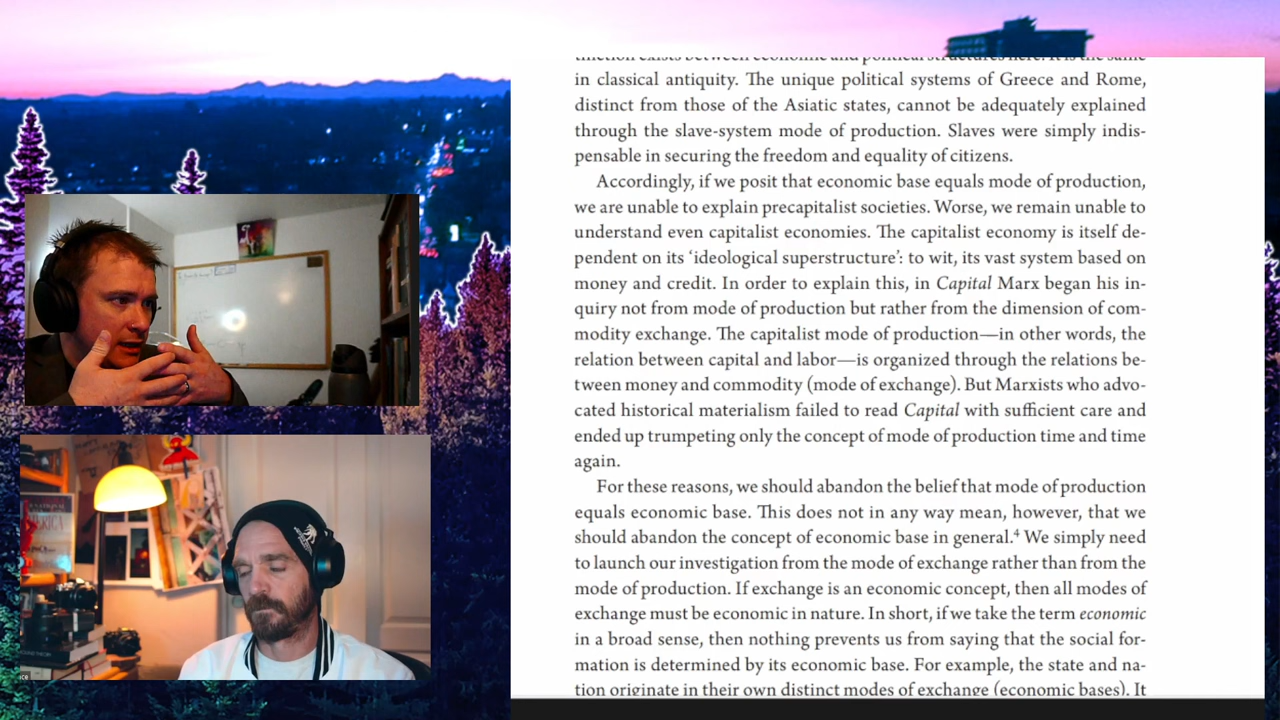 in classical antiquity. The unique political systems of Greece and Rome,
distinct from those of the Asiatic states, cannot be adequately explained
through the slave-system mode of production. Slaves were simply indis-
pensable in securing the freedom and equality of citizens.
Accordingly, if we posit that economic base equals mode of production,
we are unable to explain precapitalist societies. Worse, we remain unable to
understand even capitalist economies. The capitalist economy is itself de-
pendent on its ‘ideological superstructure’: to wit, its vast system based on
money and credit. In order to explain this, in Capital Marx began his in-
quiry not from mode of production but rather from the dimension of com-
modity exchange. The capitalist mode of production—in other words, the
relation between capital and labor—is organized through the relations be-
tween money and commodity (mode of exchange). But Marxists who advo-
cated historical materialism failed to read Capital with sufficient care and
ended up trumpeting only the concept of mode of production time and time
again.
For these reasons, we should abandon the belief that mode of production
equals economic base. This does not in any way mean, however, that we
should abandon the concept of economic base in general.⁴ We simply need
to launch our investigation from the mode of exchange rather than from the
mode of production. If exchange is an economic concept, then all modes of
exchange must be economic in nature. In short, if we take the term economic
in a broad sense, then nothing prevents us from saying that the social for-
mation is determined by its economic base. For example, the state and na-
tion originate in their own distinct modes of exchange (economic bases). It